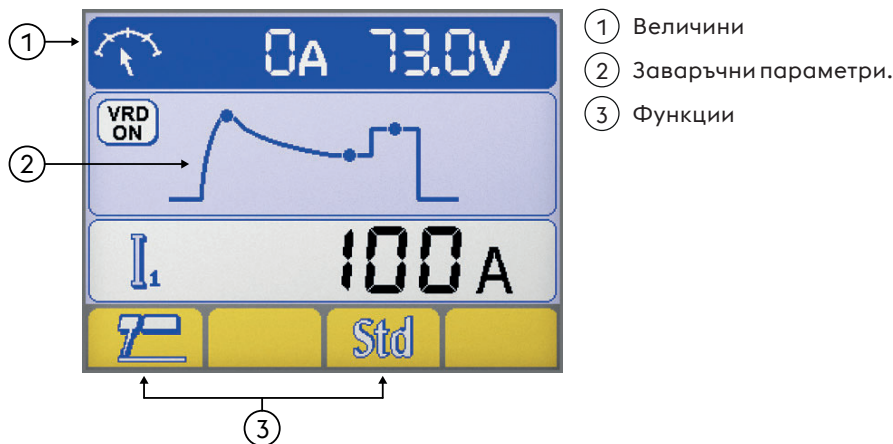 1
0A 73.0V
VRD
ON
2
I1
100A
Std
3
1 Величини
2 Заваръчни параметри.
3 Функции